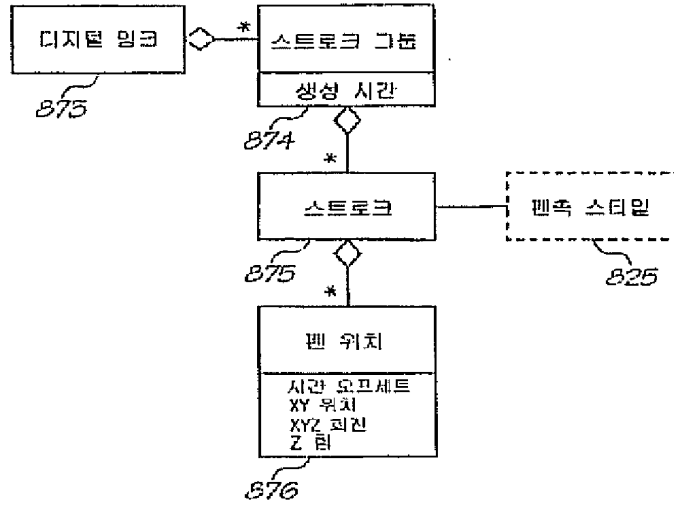 디지털 잉크
*
스트로크 그룹
생성 시간
873
874
*
스트로크
펜촉 스타일
875
825
*
펜 위치
시간 오프세트
XY 위치
XYZ 회전
Z 힘
876